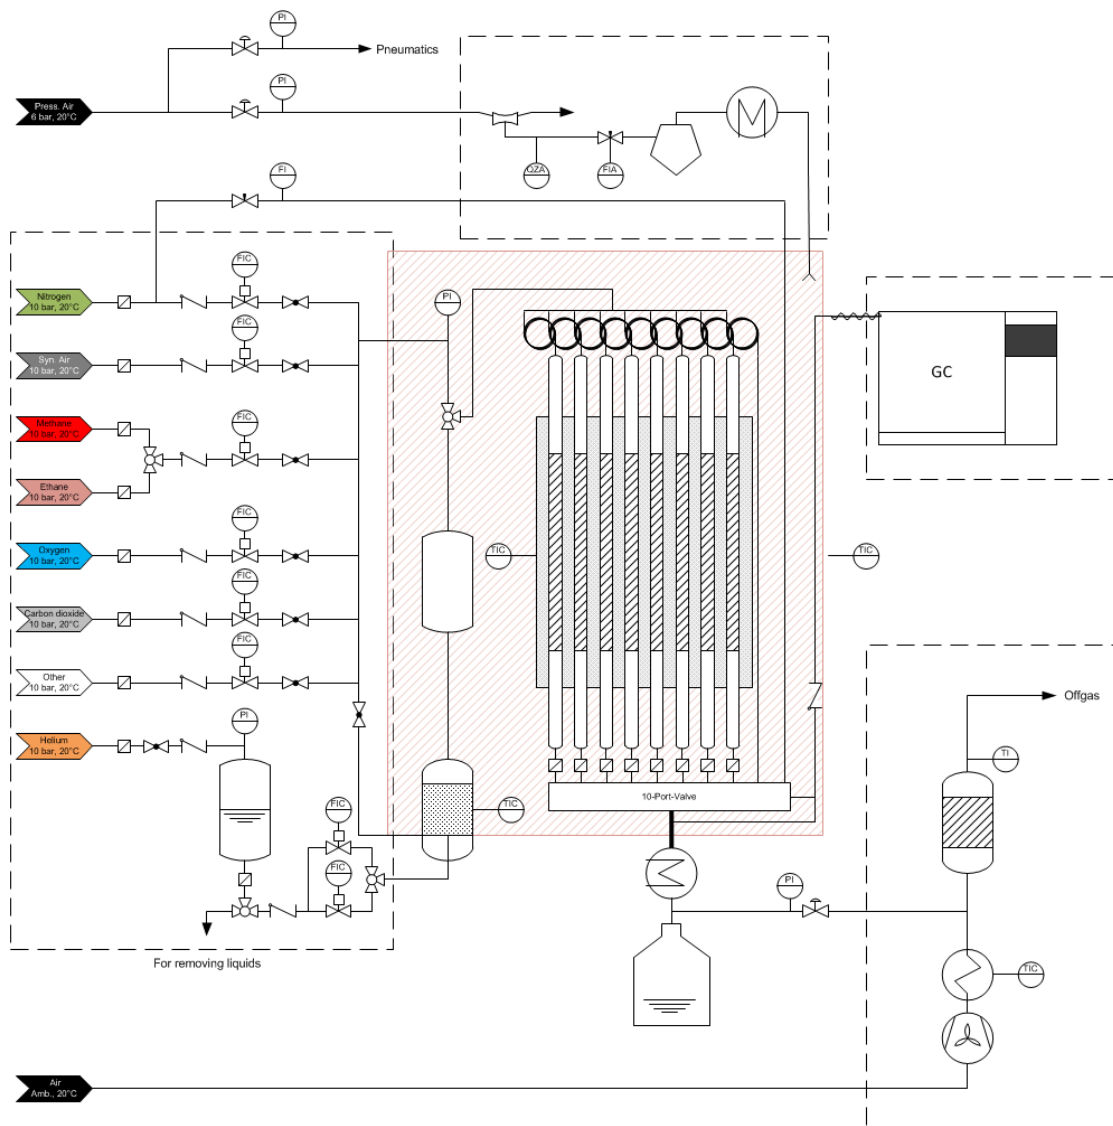 PI
Pneumatics
PI
Press. Air
6 bar, 20°C
QZA
FIA
FI
FIC
Nitrogen
10 bar, 20°C
PI
FIC
Syn. Air
10 bar, 20°C
GC
Methane
10 bar, 20°C
FIC
Ethane
10 bar, 20°C
FIC
Oxygen
10 bar, 20°C
TIC
TIC
FIC
Carbon dioxide
10 bar, 20°C
FIC
Other
10 bar, 20°C
Offgas
PI
Helium
10 bar, 20°C
TI
10-Port-Valve
FIC
TIC
FIC
PI
For removing liquids
TIC
Air
Amb., 20°C